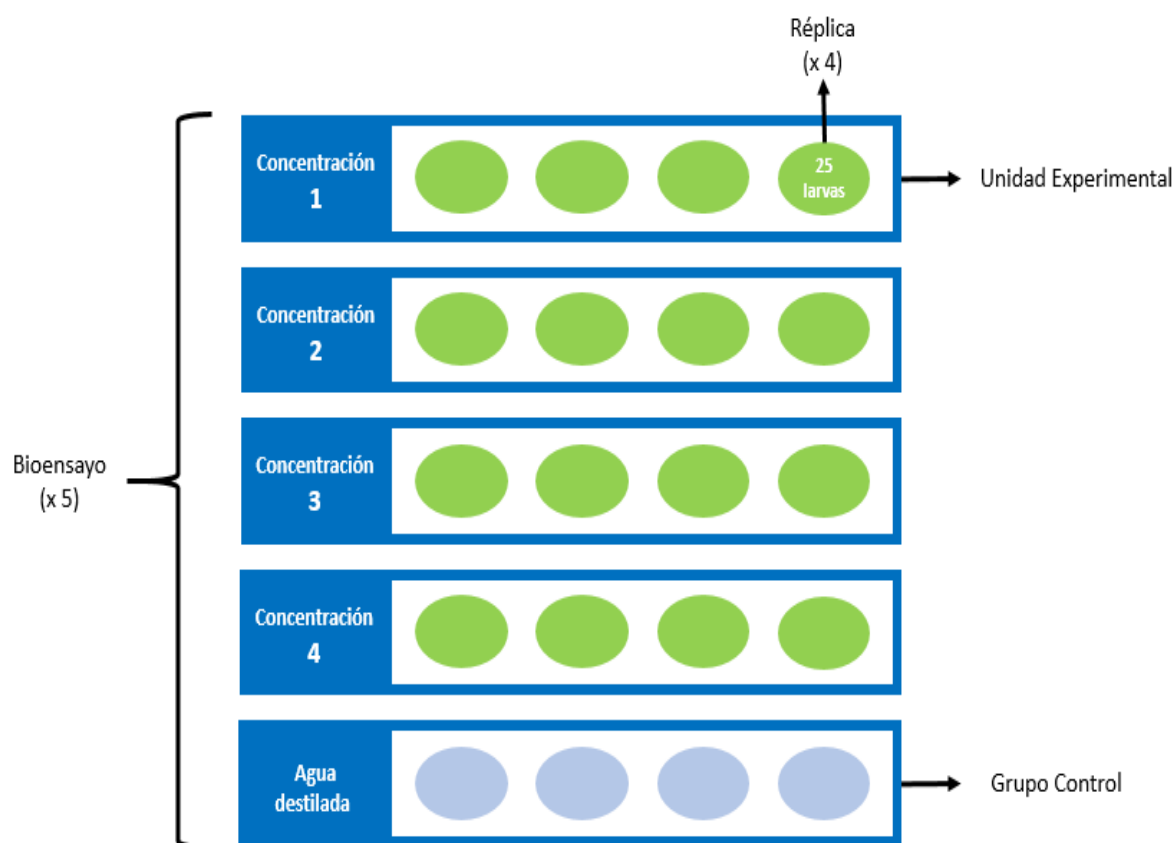 Réplica
(x 4)
Concentración
1
25
larvas
Unidad Experimental
Concentración
2
Concentración
3
Bioensayo
(x 5)
Concentración
4
Agua
destilada
Grupo Control